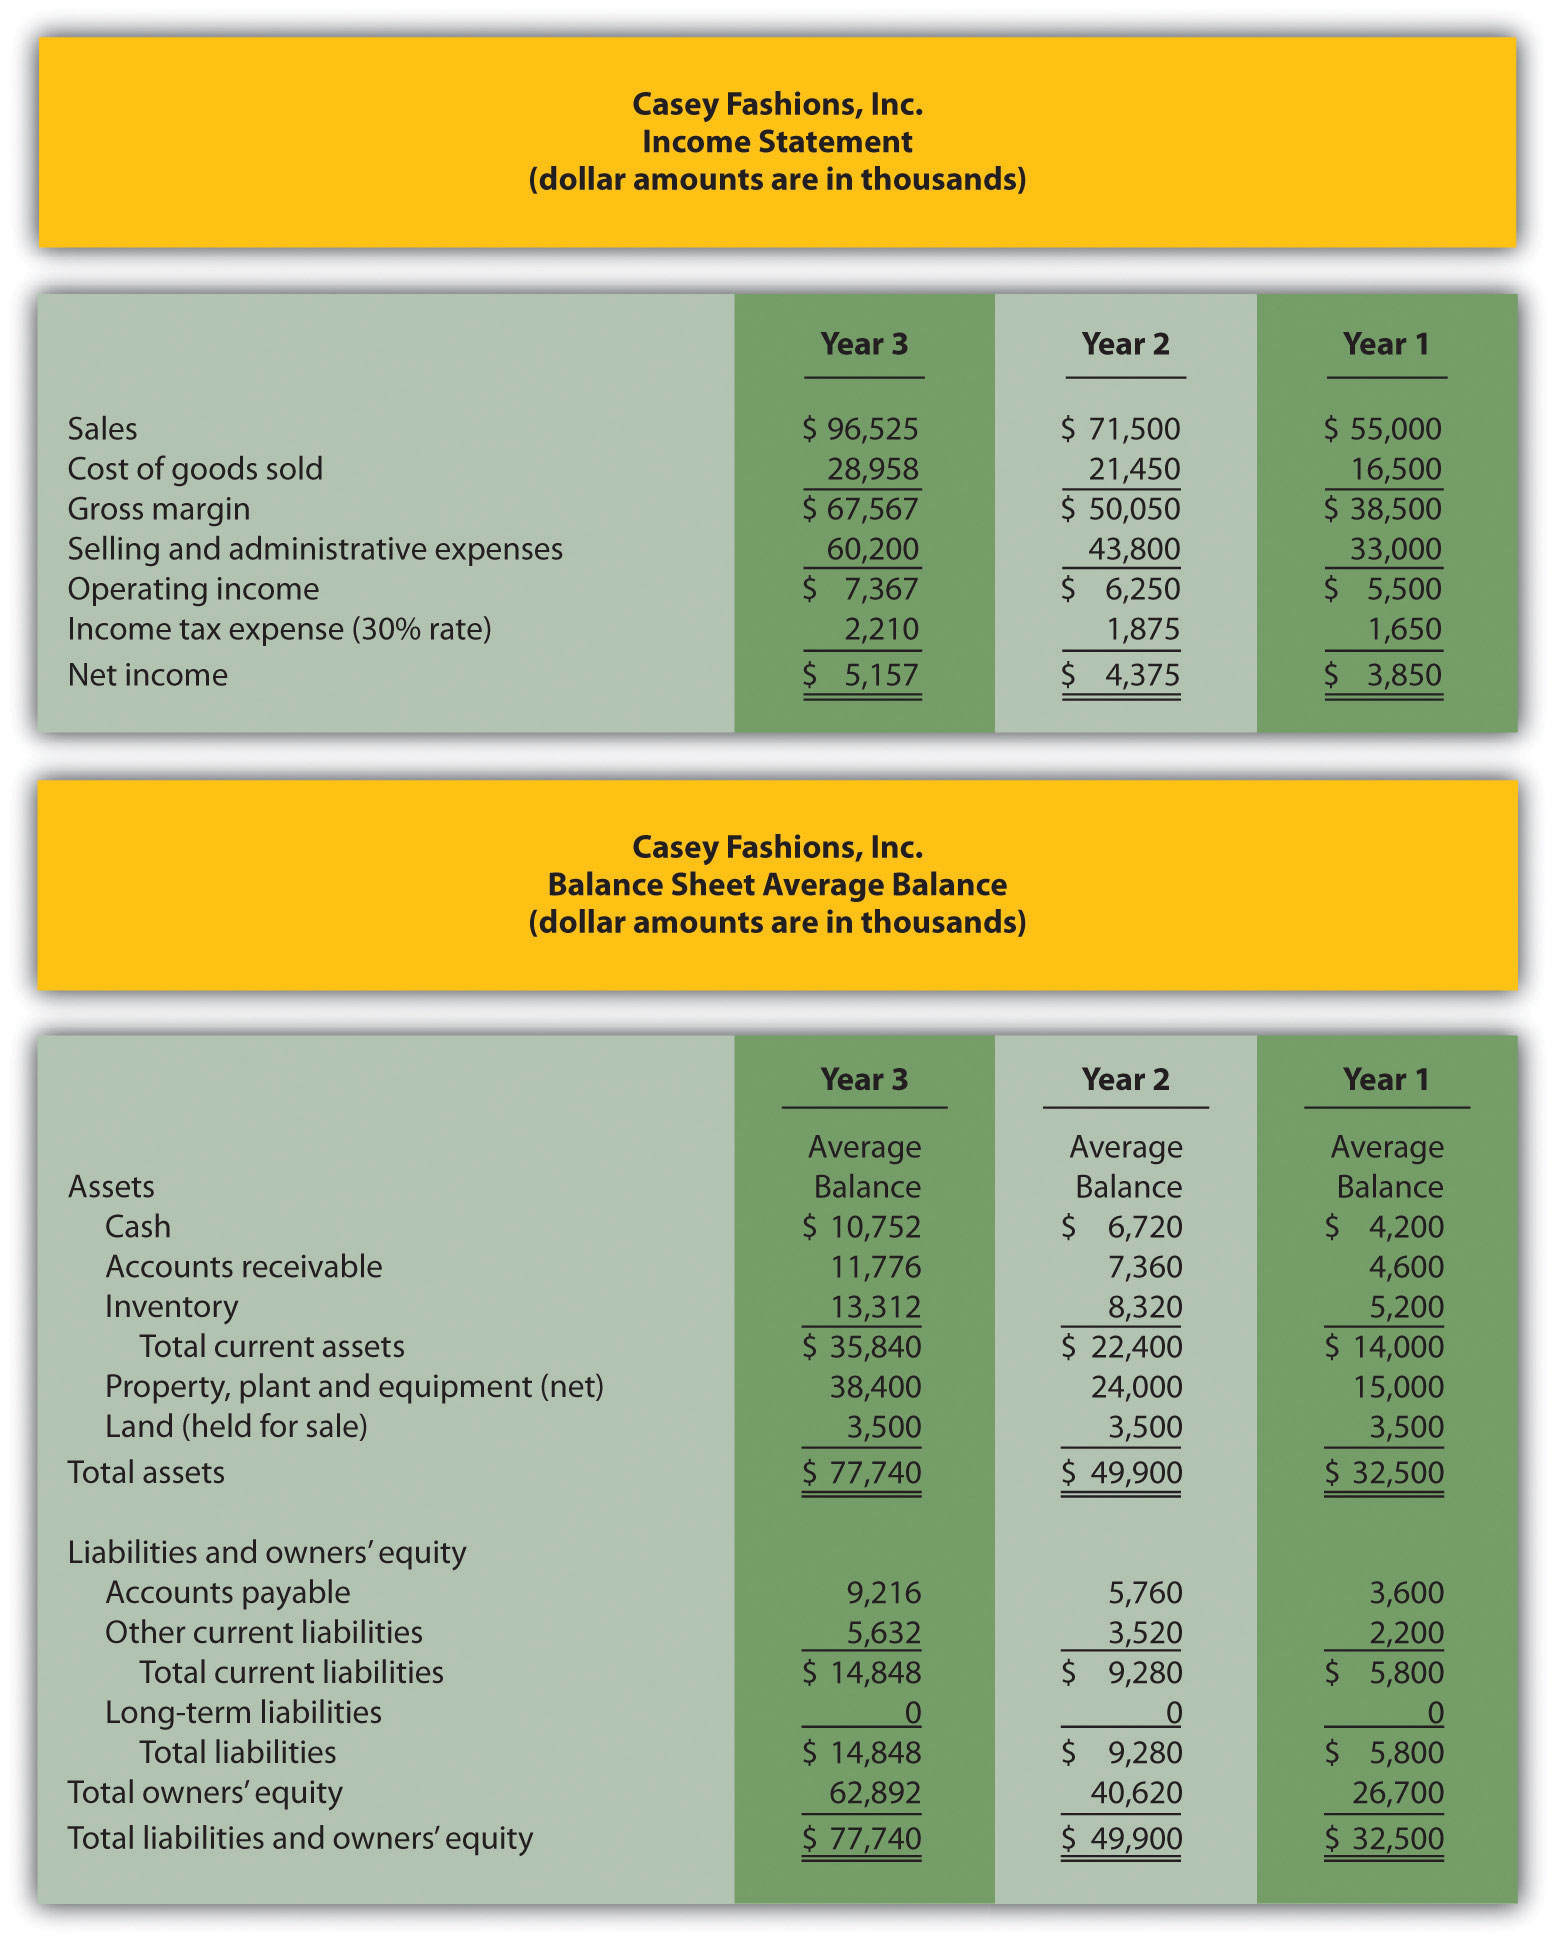 Casey Fashions, Inc.
Income Statement
(dollar amounts are in thousands)
Year 3 Year 2 Year 1
Sales $ 96,525 $ 71,500 $ 55,000
Cost of goods sold 28,958 21,450 16,500
Gross margin $ 67,567 $ 50,050 $ 38,500
Selling and administrative expenses 60,200 43,800 33,000
Operating income $ 7,367 $ 6,250 $ 5,500
Income tax expense (30% rate) 2,210 1,875 1,650
Net income $ 5,157 $ 4,375 $ 3,850
Casey Fashions, Inc.
Balance Sheet Average Balance
(dollar amounts are in thousands)
Year 3 Year 2 Year 1
Average Average Average
Assets Balance Balance Balance
Cash $ 10,752 $ 6,720 $ 4,200
Accounts receivable 11,776 7,360 4,600
Inventory 13,312 8,320 5,200
Total current assets $ 35,840 $ 22,400 $ 14,000
Property, plant and equipment (net) 38,400 24,000 15,000
Land (held for sale) 3,500 3,500 3,500
Total assets $ 77,740 $ 49,900 $ 32,500
Liabilities and owners’ equity
Accounts payable 9,216 5,760 3,600
Other current liabilities 5,632 3,520 2,200
Total current liabilities $ 14,848 $ 9,280 $ 5,800
Long-term liabilities 0 0 0
Total liabilities $ 14,848 $ 9,280 $ 5,800
Total owners’ equity 62,892 40,620 26,700
Total liabilities and owners’ equity $ 77,740 $ 49,900 $ 32,500